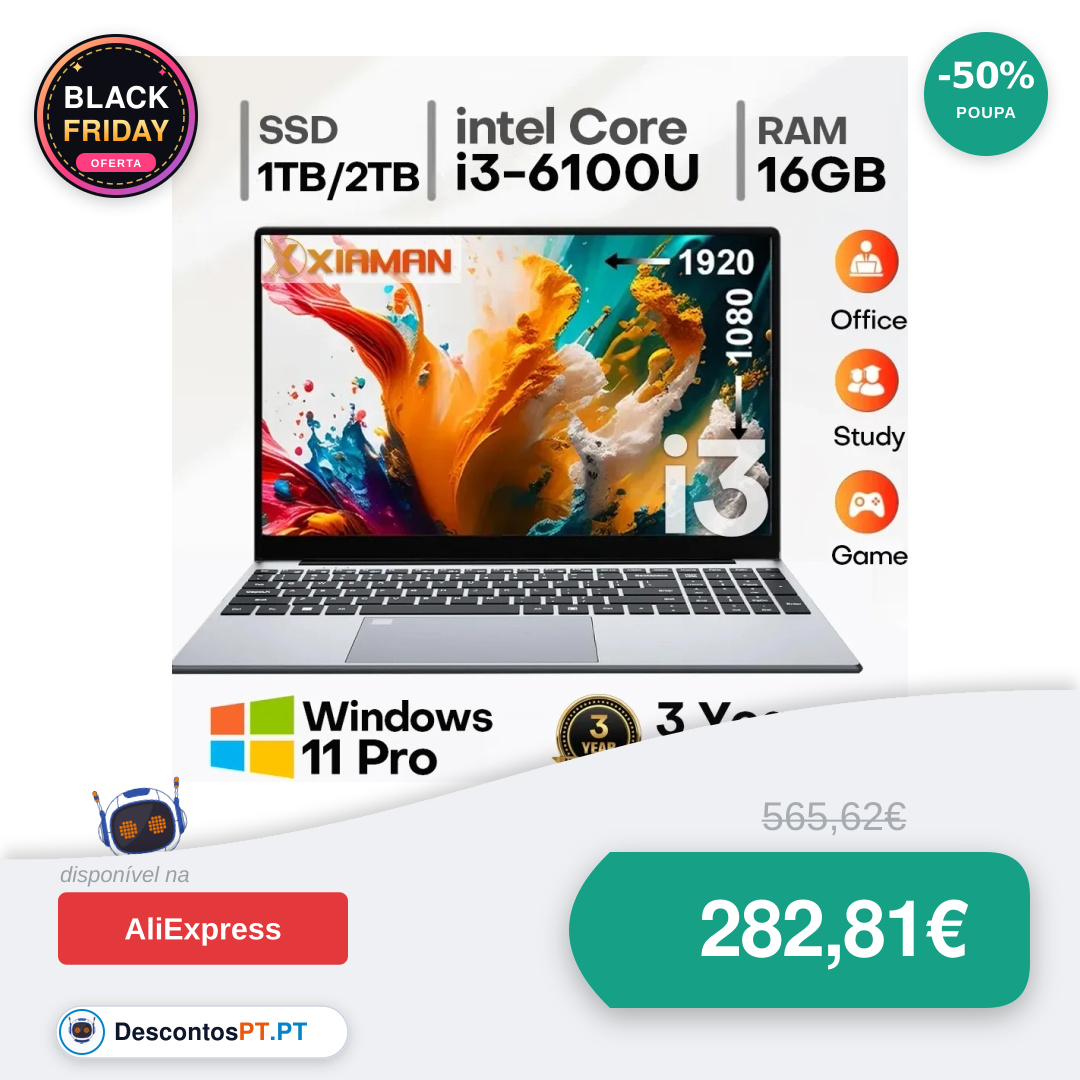 BLACK
FRIDAY
OFERTA
-50%
POUPA
SSD
1TB/2TB
intel Core
i3-6100U
RAM
16GB
XIAMAN
1920
1080
i3
Office
Study
Game
Windows
11 Pro
3
YEAR
3
565,62€
282,81€
disponível na
AliExpress
DescontosPT.PT